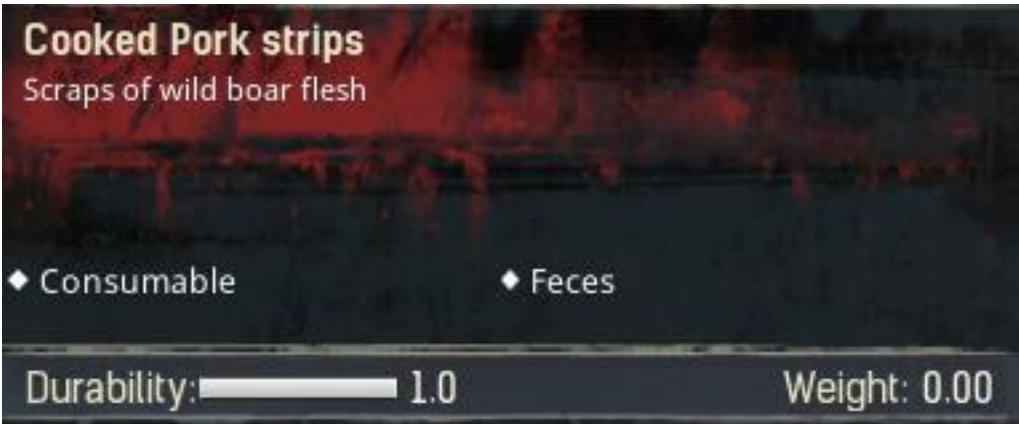 Cooked Pork strips
Scraps of wild boar flesh
Consumable
Feces
Durability: 1.0
Weight: 0.00